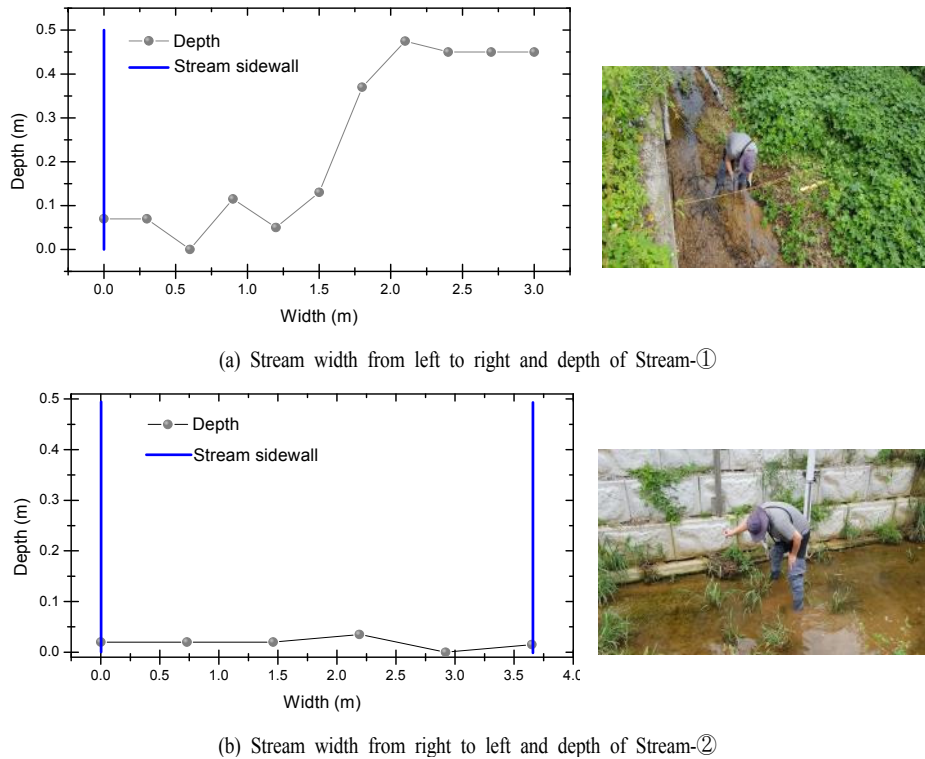 0.5
0.4
0.3
0.2
0.1
0.0
Depth (m)
Depth
Stream sidewall
0.0 0.5 1.0 1.5 2.0 2.5 3.0
Width (m)
(a) Stream width from left to right and depth of Stream-①
0.5
0.4
0.3
0.2
0.1
0.0
Depth (m)
Depth
Stream sidewall
0.0 0.5 1.0 1.5 2.0 2.5 3.0 3.5 4.0
Width (m)
(b) Stream width from right to left and depth of Stream-②